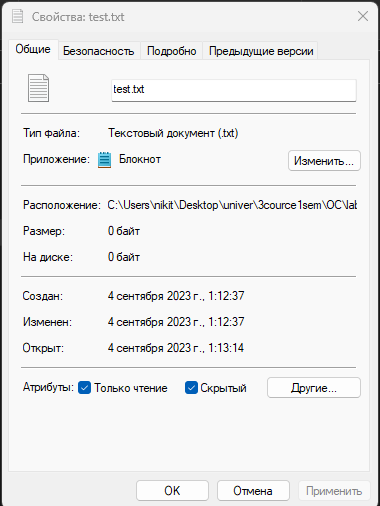 Свойства: test.txt
Общие Безопасность Подробно Предыдущие версии
test.txt
Тип файла: Текстовый документ (.txt)
Приложение: Блокнот Изменить...
Расположение: C:\Users\nikit\Desktop\univer\3cource1sem\ОС\lab
Размер: 0 байт
На диске: 0 байт
Создан: 4 сентября 2023 г., 1:12:37
Изменен: 4 сентября 2023 г., 1:12:37
Открыт: 4 сентября 2023 г., 1:13:14
Атрибуты: Только чтение Скрытый Другие...
OK Отмена Применить